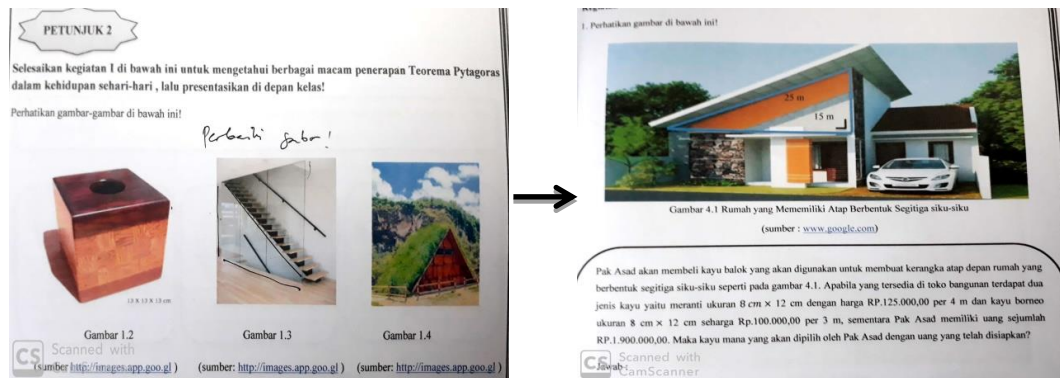 PETUNJUK 2
Selesaikan kegiatan I di bawah ini untuk mengetahui berbagai macam penerapan Teorema Pytagoras
dalam kehidupan sehari-hari , lalu presentasikan di depan kelas!
Perhatikan gambar-gambar di bawah ini!
Perbaiki gambar!
13 X 13 X 13 cm
Gambar 1.2
Gambar 1.3
Gambar 1.4
CS Scanned with
(sumber http://images.app.goo.gl )
(sumber: http://images.app.goo.gl )
(sumber: http://images.app.goo.gl )
1. Perhatikan gambar di bawah ini!
25 m
15 m
Gambar 4.1 Rumah yang Mememiliki Atap Berbentuk Segitiga siku-siku
(sumber : www.google.com)
Pak Asad akan membeli kayu balok yang akan digunakan untuk membuat kerangka atap depan rumah yang
berbentuk segitiga siku-siku seperti pada gambar 4.1. Apabila yang tersedia di toko bangunan terdapat dua
jenis kayu yaitu meranti ukuran 8 cm × 12 cm dengan harga RP.125.000,00 per 4 m dan kayu borneo
ukuran 8 cm × 12 cm seharga Rp.100.000,00 per 3 m, sementara Pak Asad memiliki uang sejumlah
RP.1.900.000,00. Maka kayu mana yang akan dipilih oleh Pak Asad dengan uang yang telah disiapkan?
CS Scanned with
Jawab :
CamScanner